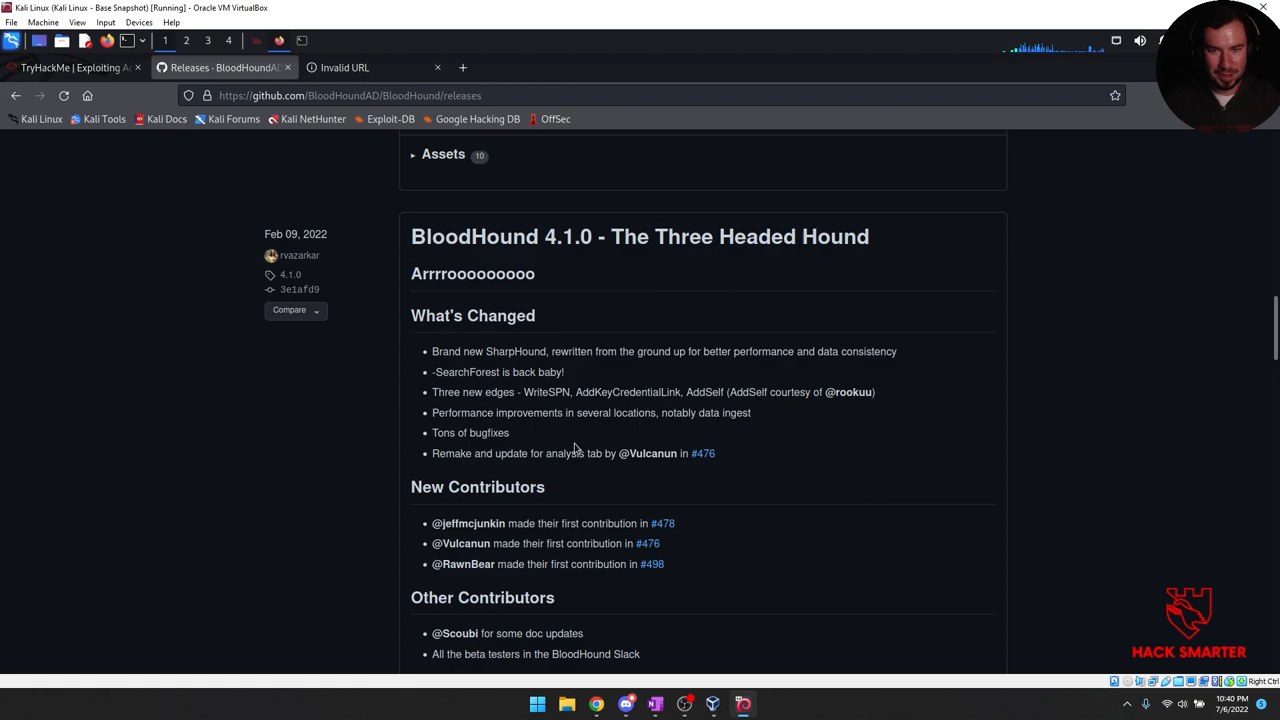 Kali Linux (Kali Linux - Base Snapshot) [Running] - Oracle VM VirtualBox
File Machine View Input Devices Help
1 2 3 4
TryHackMe | Exploiting A
Releases · BloodHoundAD
Invalid URL
https://github.com/BloodHoundAD/BloodHound/releases
Kali Linux Kali Tools Kali Docs Kali Forums Kali NetHunter Exploit-DB Google Hacking DB OffSec
Assets 10
Feb 09, 2022
rvazarkar
4.1.0
3e1afd9
Compare
BloodHound 4.1.0 - The Three Headed Hound
Arrrooooooooo
What's Changed
Brand new SharpHound, rewritten from the ground up for better performance and data consistency
-SearchForest is back baby!
Three new edges - WriteSPN, AddKeyCredentialLink, AddSelf (AddSelf courtesy of @rookuu)
Performance improvements in several locations, notably data ingest
Tons of bugfixes
Remake and update for analysis tab by @Vulcanun in #476
New Contributors
@jeffmcjunkin made their first contribution in #478
@Vulcanun made their first contribution in #476
@RawnBear made their first contribution in #498
Other Contributors
@Scoubi for some doc updates
All the beta testers in the BloodHound Slack
HACK SMARTER
Right Ctrl
10:40 PM
7/6/2022
5